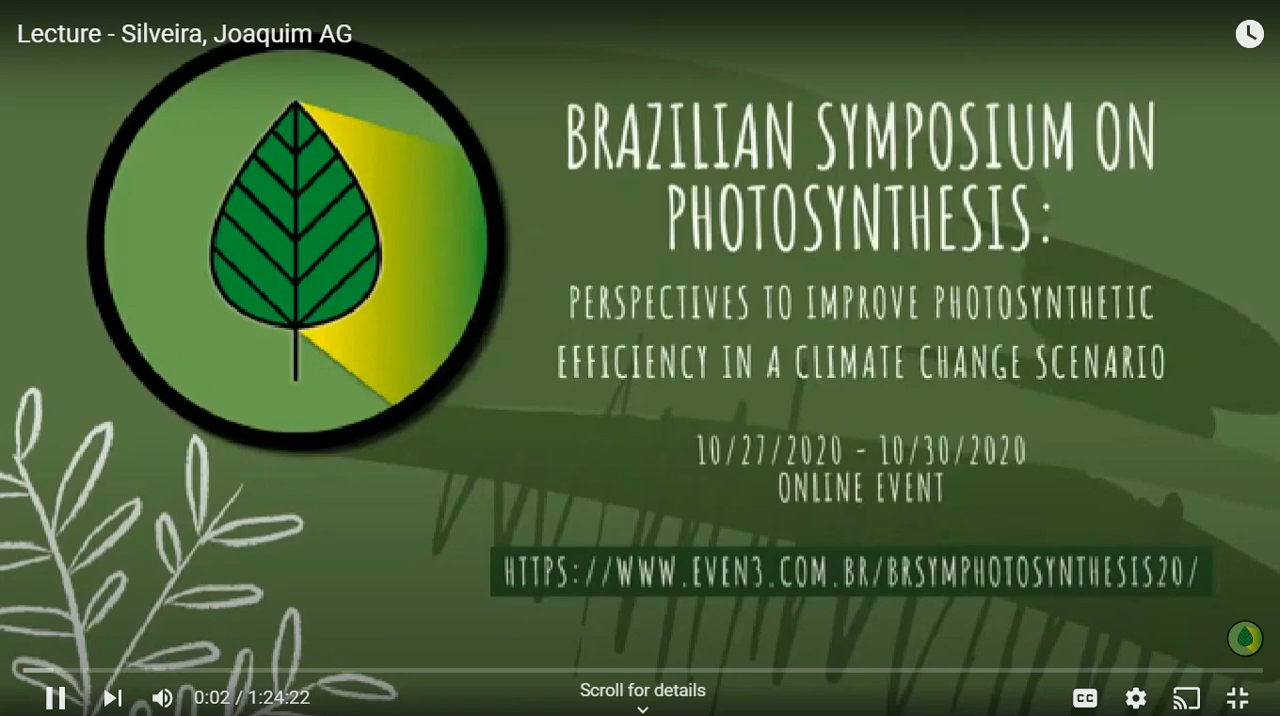 Lecture - Silveira, Joaquim AG
BRAZILIAN SYMPOSIUM ON
PHOTOSYNTHESIS:
PERSPECTIVES TO IMPROVE PHOTOSYNTHETIC
EFFICIENCY IN A CLIMATE CHANGE SCENARIO
10/27/2020 - 10/30/2020
ONLINE EVENT
HTTPS://WWW.EVEN3.COM.BR/BRSYMPHOTOSYNTHESIS20/
0:02 / 1:24:22
Scroll for details
CC